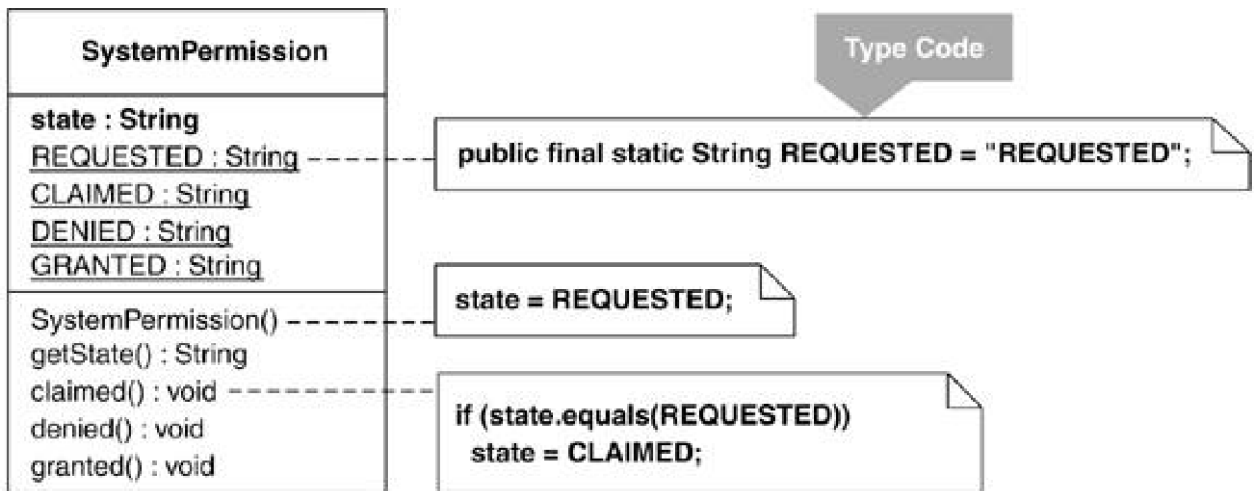 SystemPermission
Type Code
state : String
REQUESTED : String
CLAIMED : String
DENIED : String
GRANTED : String
public final static String REQUESTED = "REQUESTED";
state = REQUESTED;
SystemPermission()
getState() : String
claimed() : void
denied() : void
granted() : void
if (state.equals(REQUESTED))
state = CLAIMED;